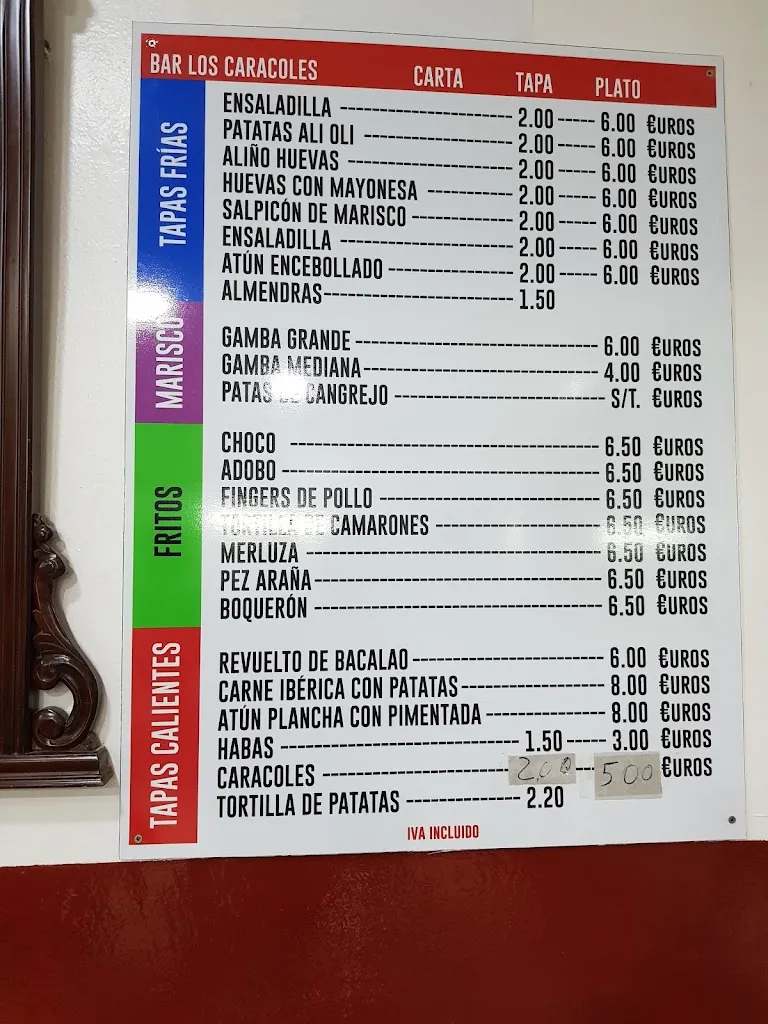 BAR LOS CARACOLES CARTA TAPA PLATO
TAPAS FRÍAS
ENSALADILLA 2.00 6.00 €UROS
PATATAS ALI OLI 2.00 6.00 €UROS
ALIÑO HUEVAS 2.00 6.00 €UROS
HUEVAS CON MAYONESA 2.00 6.00 €UROS
SALPICÓN DE MARISCO 2.00 6.00 €UROS
ENSALADILLA 2.00 6.00 €UROS
ATÚN ENCEBOLLADO 2.00 6.00 €UROS
ALMENDRAS 1.50
MARISCO
GAMBA GRANDE 6.00 €UROS
GAMBA MEDIANA 4.00 €UROS
PATAS DE CANGREJO S/T. €UROS
FRITOS
CHOCO 6.50 €UROS
ADOBO 6.50 €UROS
FINGERS DE POLLO 6.50 €UROS
TORTILLA DE CAMARONES 6.50 €UROS
MERLUZA 6.50 €UROS
PEZ ARAÑA 6.50 €UROS
BOQUERÓN 6.50 €UROS
TAPAS CALIENTES
REVUELTO DE BACALAO 6.00 €UROS
CARNE IBÉRICA CON PATATAS 8.00 €UROS
ATÚN PLANCHA CON PIMENTADA 8.00 €UROS
HABAS 1.50 3.00 €UROS
CARACOLES 2,00 500 €UROS
TORTILLA DE PATATAS 2.20
IVA INCLUIDO